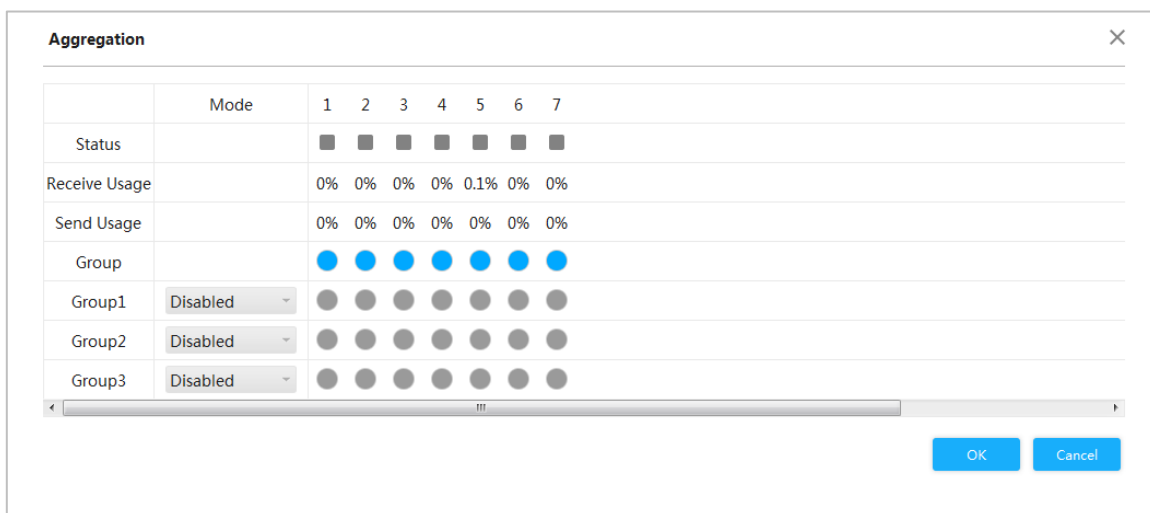 Aggregation
Mode 1 2 3 4 5 6 7
Status
Receive Usage 0% 0% 0% 0% 0.1% 0% 0%
Send Usage 0% 0% 0% 0% 0% 0% 0%
Group
Group1 Disabled
Group2 Disabled
Group3 Disabled
OK Cancel